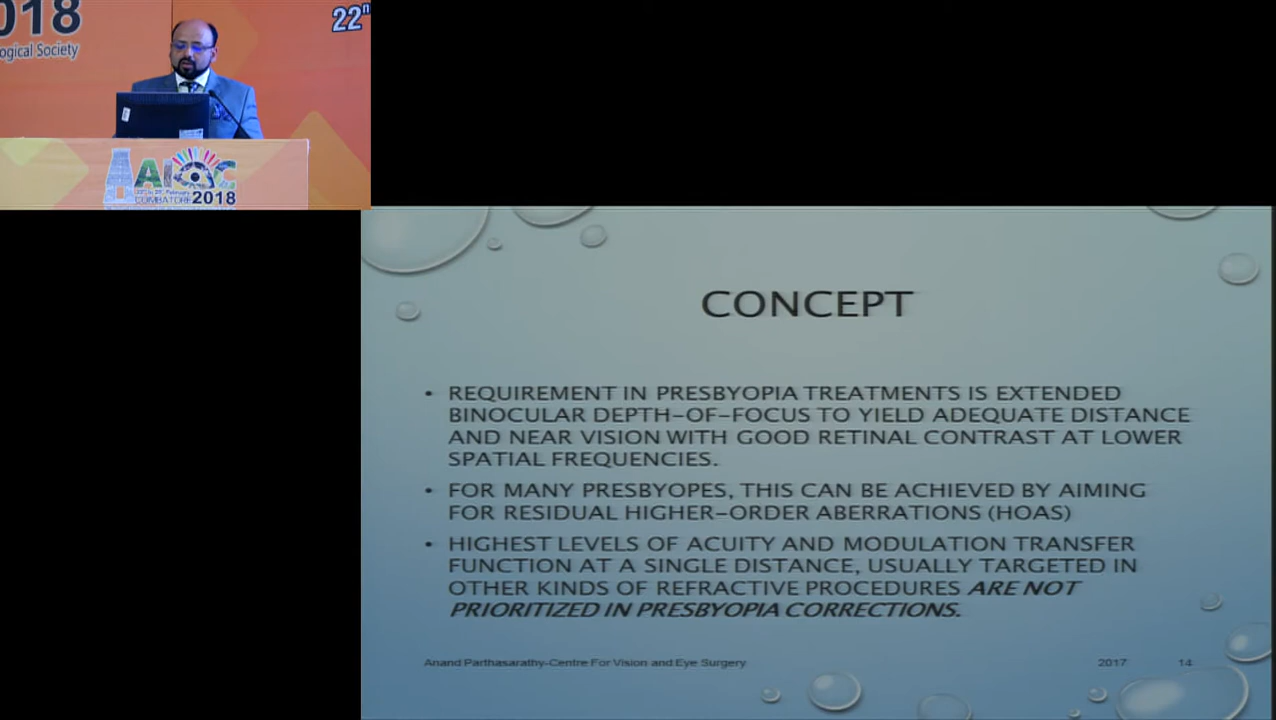 2018
ogical Society
22n
AIOC
COIMBATORE 2018
CONCEPT
• REQUIREMENT IN PRESBYOPIA TREATMENTS IS EXTENDED
BINOCULAR DEPTH-OF-FOCUS TO YIELD ADEQUATE DISTANCE
AND NEAR VISION WITH GOOD RETINAL CONTRAST AT LOWER
SPATIAL FREQUENCIES.
• FOR MANY PRESBYOPES, THIS CAN BE ACHIEVED BY AIMING
FOR RESIDUAL HIGHER-ORDER ABERRATIONS (HOAS)
• HIGHEST LEVELS OF ACUITY AND MODULATION TRANSFER
FUNCTION AT A SINGLE DISTANCE, USUALLY TARGETED IN
OTHER KINDS OF REFRACTIVE PROCEDURES ARE NOT
PRIORITIZED IN PRESBYOPIA CORRECTIONS.
Anand Parthasarathy-Centre For Vision and Eye Surgery
2017
14